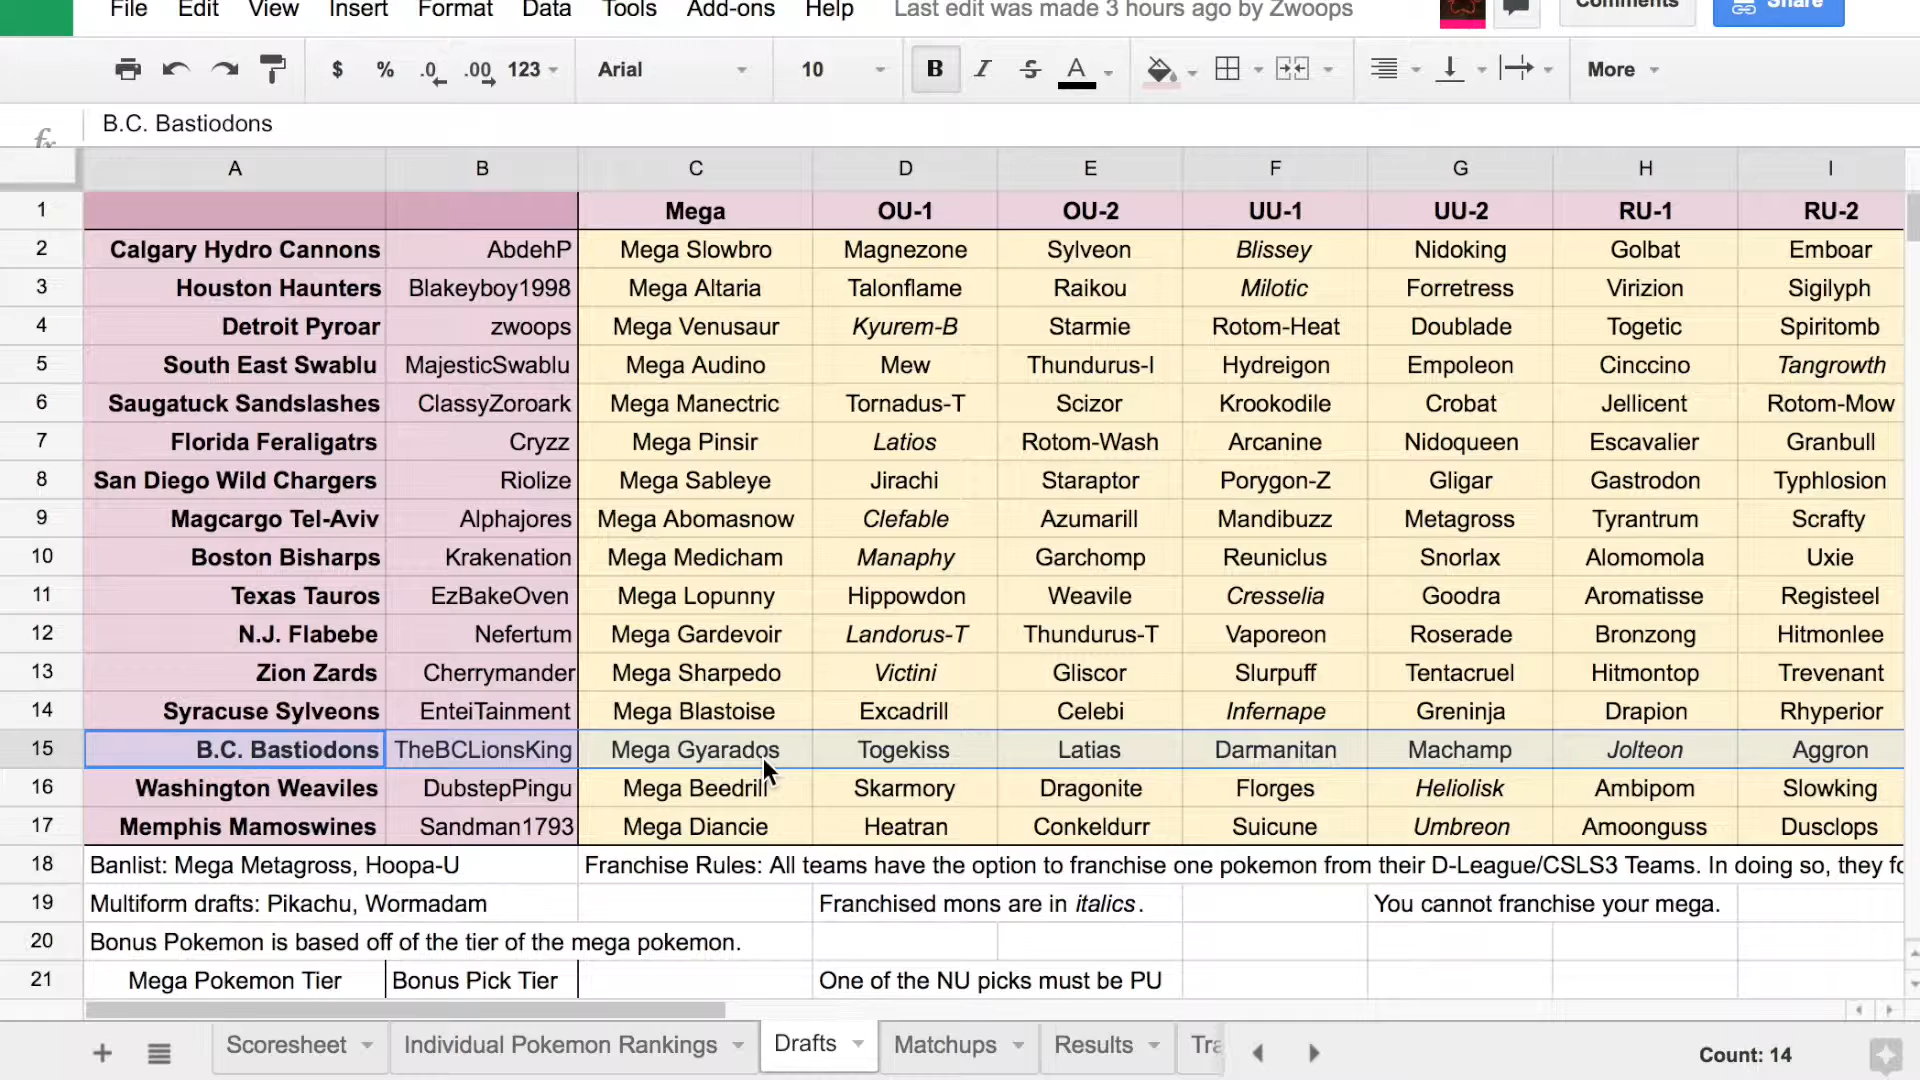 File Edit View Insert Format Data Tools Add-ons Help Last edit was made 3 hours ago by Zwoops Comments Share
$ % .0 .00 123 Arial 10 B I S A More
fx B.C. Bastiodons
A B C D E F G H I
1 Mega OU-1 OU-2 UU-1 UU-2 RU-1 RU-2
2 Calgary Hydro Cannons AbdehP Mega Slowbro Magnezone Sylveon Blissey Nidoking Golbat Emboar
3 Houston Haunters Blakeyboy1998 Mega Altaria Talonflame Raikou Milotic Forretress Virizion Sigilyph
4 Detroit Pyroar zwoops Mega Venusaur Kyurem-B Starmie Rotom-Heat Doublade Togetic Spiritomb
5 South East Swablu MajesticSwablu Mega Audino Mew Thundurus-I Hydreigon Empoleon Cinccino Tangrowth
6 Saugatuck Sandslashes ClassyZoroark Mega Manectric Tornadus-T Scizor Krookodile Crobat Jellicent Rotom-Mow
7 Florida Feraligatrs Cryzz Mega Pinsir Latios Rotom-Wash Arcanine Nidoqueen Escavalier Granbull
8 San Diego Wild Chargers Riolize Mega Sableye Jirachi Staraptor Porygon-Z Gligar Gastrodon Typhlosion
9 Magcargo Tel-Aviv Alphajores Mega Abomasnow Clefable Azumarill Mandibuzz Metagross Tyrantrum Scrafty
10 Boston Bisharps Krakenation Mega Medicham Manaphy Garchomp Reuniclus Snorlax Alomomola Uxie
11 Texas Tauros EzBakeOven Mega Lopunny Hippowdon Weavile Cresselia Goodra Aromatisse Registeel
12 N.J. Flabebe Nefertum Mega Gardevoir Landorus-T Thundurus-T Vaporeon Roserade Bronzong Hitmonlee
13 Zion Zards Cherrymander Mega Sharpedo Victini Gliscor Slurpuff Tentacruel Hitmontop Trevenant
14 Syracuse Sylveons EnteiTainment Mega Blastoise Excadrill Celebi Infernape Greninja Drapion Rhyperior
15 B.C. Bastiodons TheBCLionsKing Mega Gyarados Togekiss Latias Darmanitan Machamp Jolteon Aggron
16 Washington Weaviles DubstepPingu Mega Beedrill Skarmory Dragonite Florges Heliolisk Ambipom Slowking
17 Memphis Mamoswines Sandman1793 Mega Diancie Heatran Conkeldurr Suicune Umbreon Amoonguss Dusclops
18 Banlist: Mega Metagross, Hoopa-U Franchise Rules: All teams have the option to franchise one pokemon from their D-League/CSLS3 Teams. In doing so, they fo
19 Multiform drafts: Pikachu, Wormadam Franchised mons are in italics. You cannot franchise your mega.
20 Bonus Pokemon is based off of the tier of the mega pokemon.
21 Mega Pokemon Tier Bonus Pick Tier One of the NU picks must be PU
+ Scoresheet Individual Pokemon Rankings Drafts Matchups Results Tra Count: 14